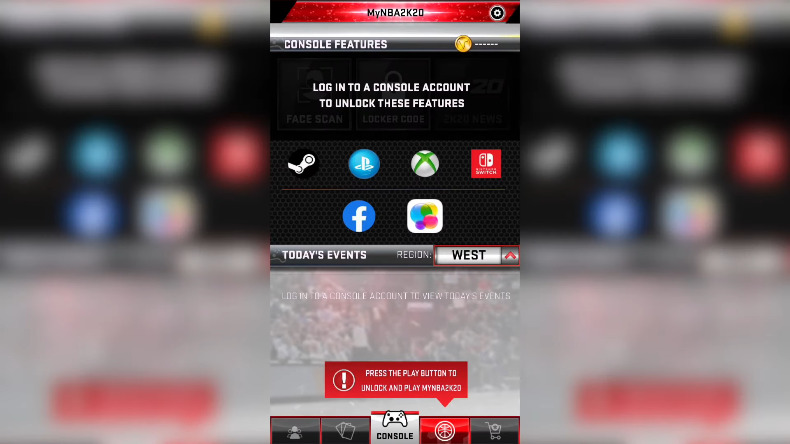 MyNBA2K20
CONSOLE FEATURES
------
LOG IN TO A CONSOLE ACCOUNT
TO UNLOCK THESE FEATURES
FACE SCAN
LOCKER CODE
2K20 NEWS
NINTENDO
SWITCH
TODAY'S EVENTS
REGION:
WEST
LOG IN TO A CONSOLE ACCOUNT TO VIEW TODAY'S EVENTS
PRESS THE PLAY BUTTON TO
UNLOCK AND PLAY MYNBA2K20
CONSOLE